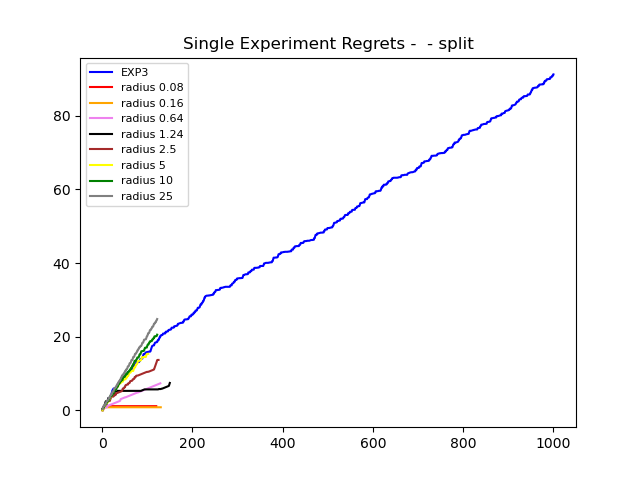 Single Experiment Regrets -  - split
EXP3
radius 0.08
radius 0.16
radius 0.64
radius 1.24
radius 2.5
radius 5
radius 10
radius 25
80
60
40
20
0
0 200 400 600 800 1000